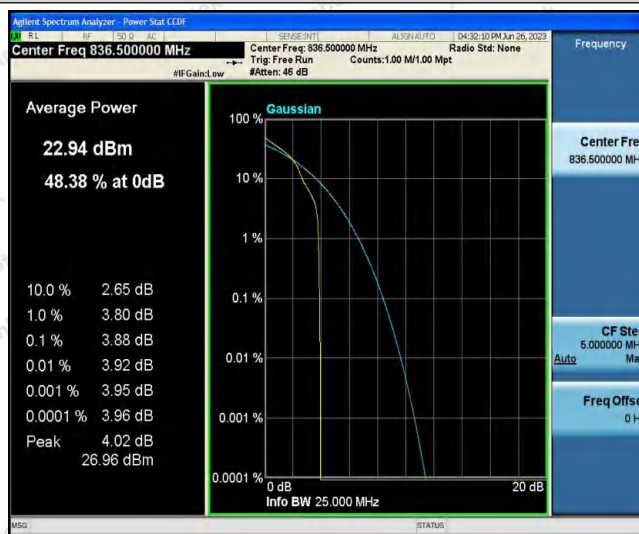 Agilent Spectrum Analyzer - Power Stat CCDF
RL RF 50 Ω AC SENSE:INT ALIGN AUTO 04:32:10 PM Jun 26, 2023
Center Freq 836.500000 MHz
Center Freq: 836.500000 MHz Radio Std: None
Trig: Free Run Counts:1.00 M/1.00 Mpt
#IFGain:Low #Atten: 46 dB
Frequency
Average Power
22.94 dBm
48.38 % at 0dB
10.0 % 2.65 dB
1.0 % 3.80 dB
0.1 % 3.88 dB
0.01 % 3.92 dB
0.001 % 3.95 dB
0.0001 % 3.96 dB
Peak 4.02 dB
26.96 dBm
Gaussian
100 %
10 %
1 %
0.1 %
0.01 %
0.001 %
0.0001 %
0 dB 20 dB
Info BW 25.000 MHz
Center Fre
836.500000 MH
CF Ste
5.000000 MH
Auto Ma
Freq Offse
0 H
MSG STATUS